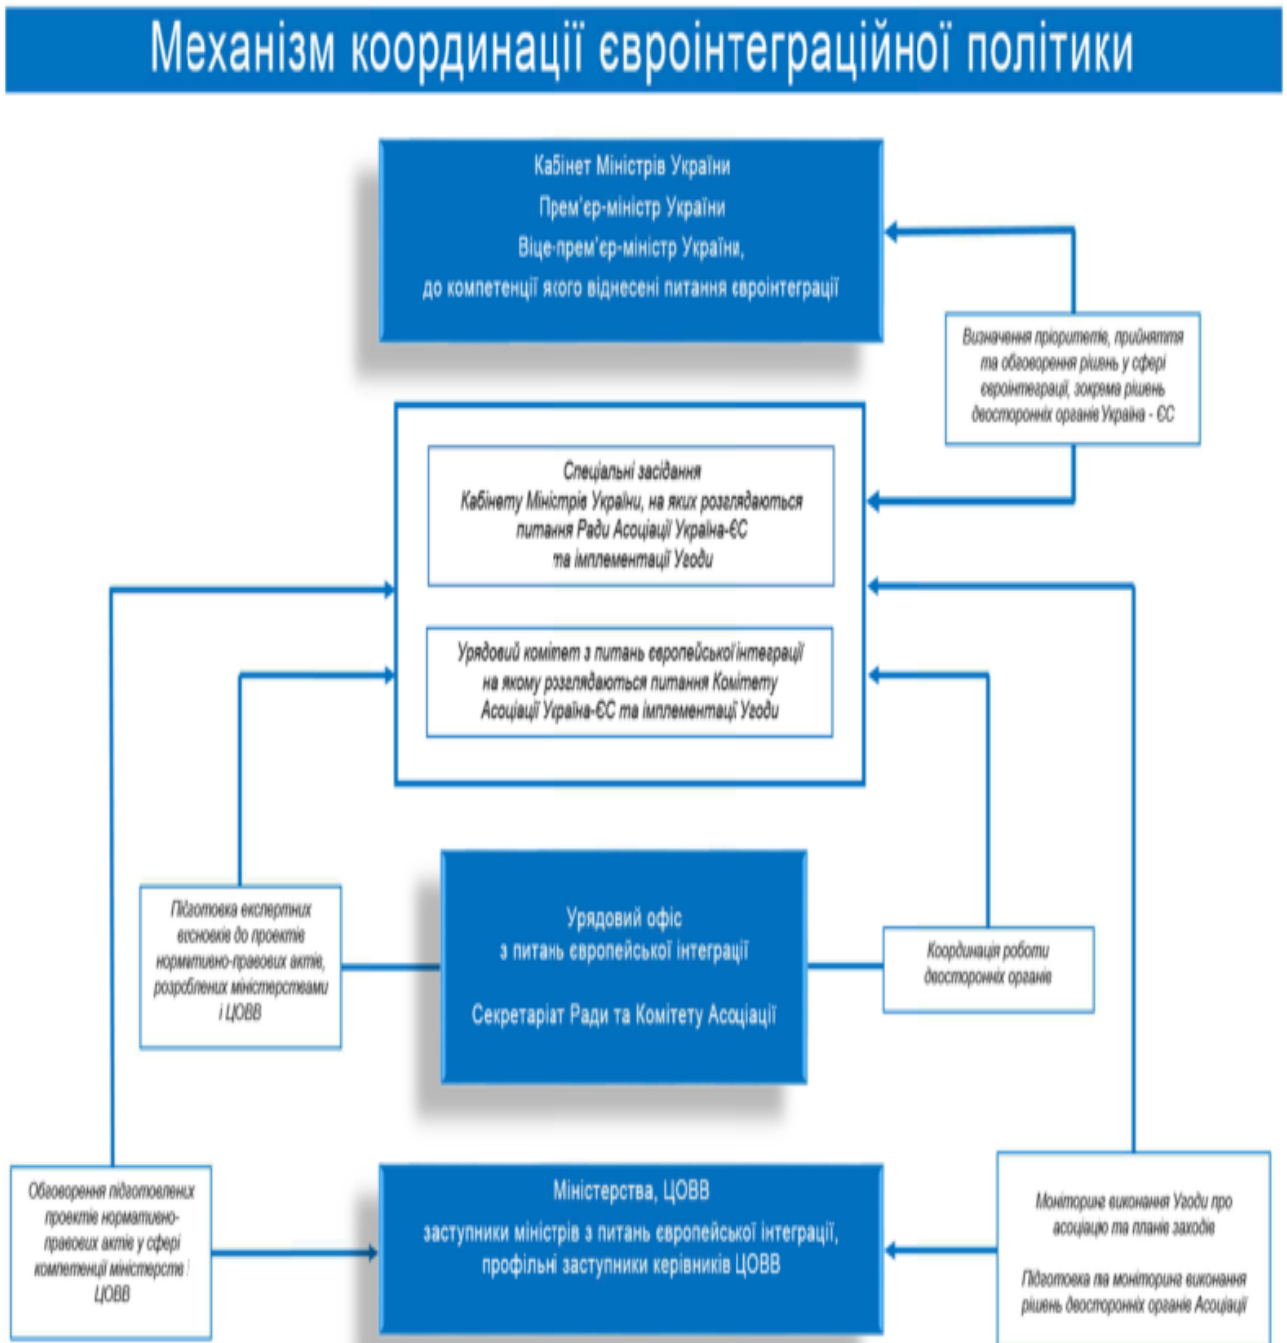 Механізм координації євроінтеграційної політики
Кабінет Міністрів України
Прем'єр-міністр України
Віце-прем'єр-міністр України,
до компетенції якого віднесені питання євроінтеграції
Визначення пріоритетів, прийняття
та обговорення рішень у сфері
євроінтеграції, зокрема рішень
двосторонніх органів Україна - ЄС
Спеціальні засідання
Кабінету Міністрів України, на яких розглядаються
питання Ради Асоціації Україна-ЄС
та імплементації Угоди
Урядовий комітет з питань європейської інтеграції
на якому розглядаються питання Комітету
Асоціації Україна-ЄС та імплементації Угоди
Підготовка експертних
висновків до проектів
нормативно-правових актів,
розроблених міністерствами
і ЦОВВ
Урядовий офіс
з питань європейської інтеграції
Секретаріат Ради та Комітету Асоціації
Координація роботи
двосторонніх органів
Обговорення підготовлених
проектів нормативно-
правових актів у сфері
компетенції міністерств і
ЦОВВ
Міністерства, ЦОВВ
заступники міністрів з питань європейської інтеграції,
профільні заступники керівників ЦОВВ
Моніторинг виконання Угоди про
асоціацію та планів заходів
Підготовка та моніторинг виконання
рішень двосторонніх органів Асоціації